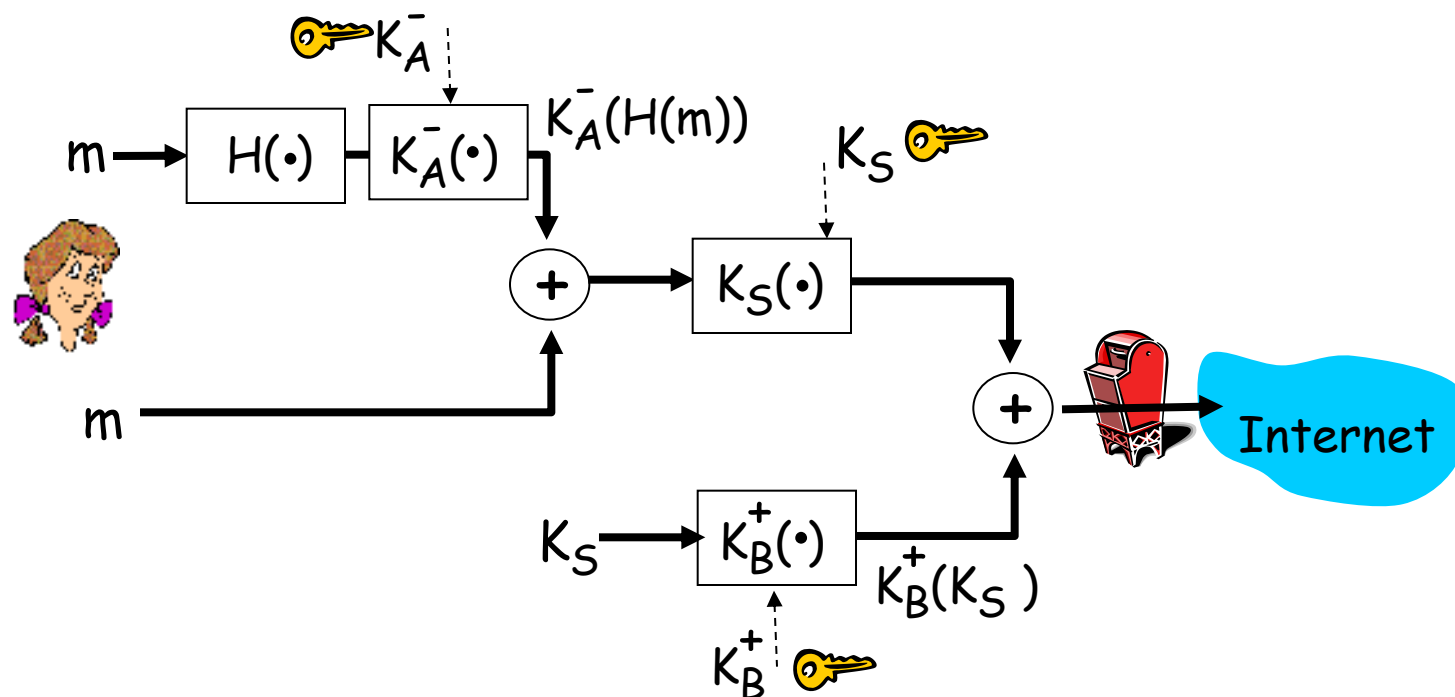 K_A^-
m
H(•)
K_A^-(•)
K_A^-(H(m))
K_S
+
K_S(•)
m
+
Internet
K_S
K_B^+(•)
K_B^+(K_S )
K_B^+